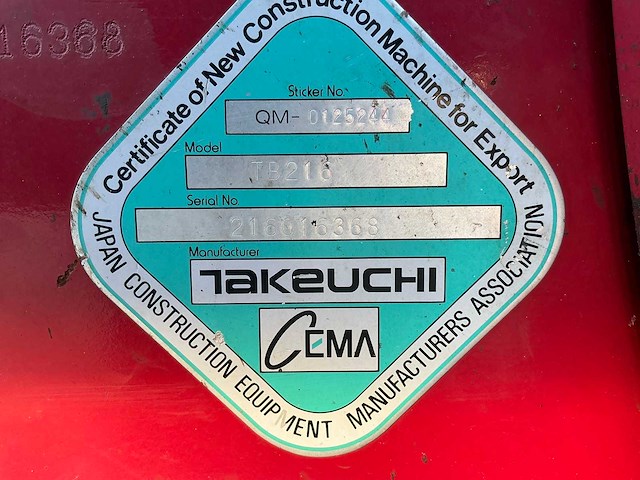 16368
Certificate of New Construction Machine for Export
Sticker No.
QM-0125244
Model
TB216
Serial No.
216016368
Manufacturer
TAKEUCHI
CEMA
JAPAN CONSTRUCTION EQUIPMENT MANUFACTURERS ASSOCIATION